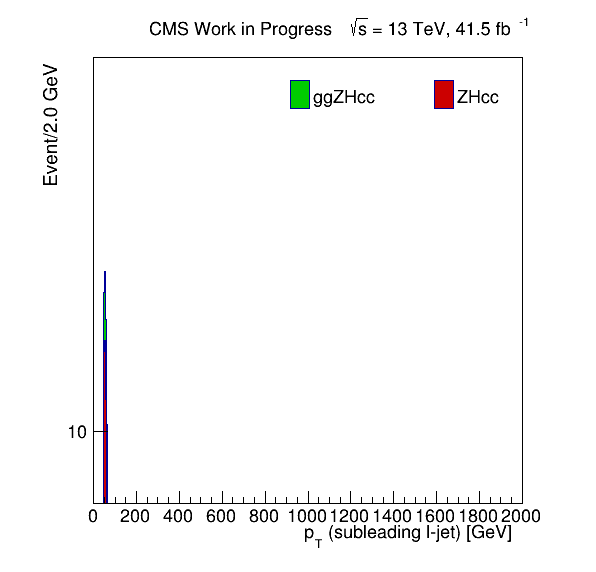 CMS Work in Progress √s = 13 TeV, 41.5 fb⁻¹
Event/2.0 GeV
ggZHcc ZHcc
10
0 200 400 600 800 1000 1200 1400 1600 1800 2000
p_T (subleading l-jet) [GeV]